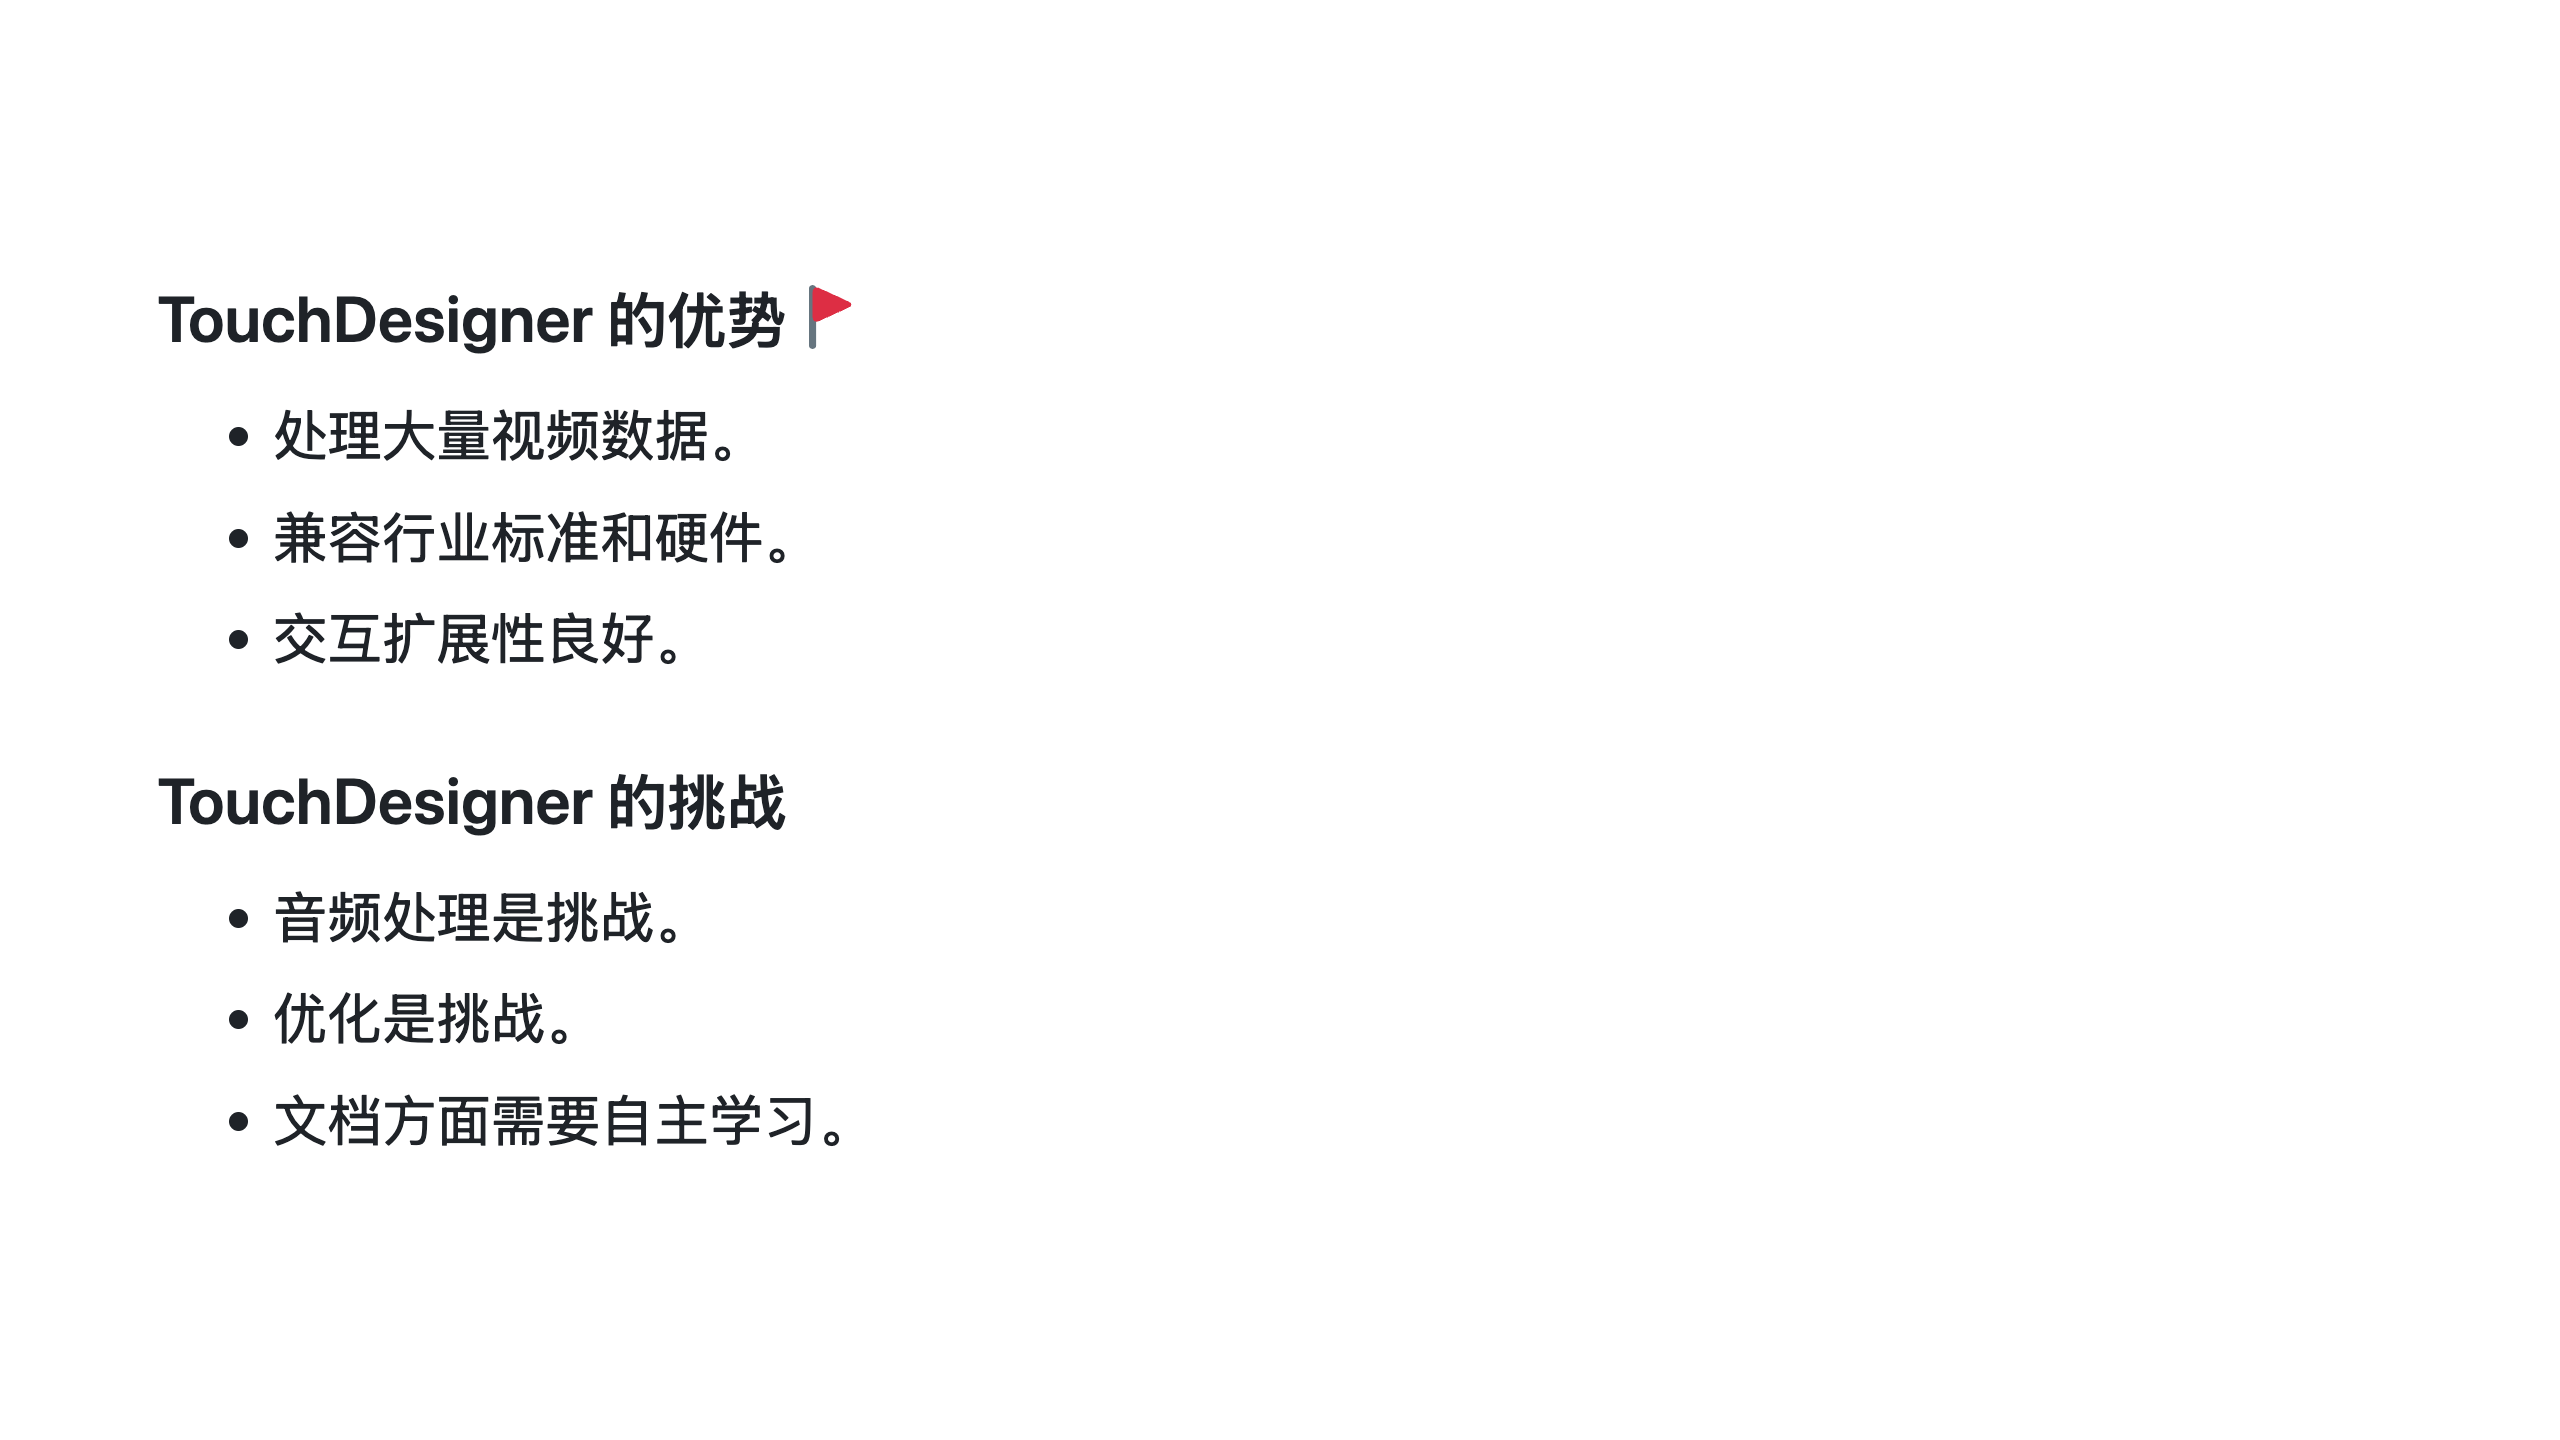 TouchDesigner 的优势 🚩
• 处理大量视频数据。
• 兼容行业标准和硬件。
• 交互扩展性良好。
TouchDesigner 的挑战
• 音频处理是挑战。
• 优化是挑战。
• 文档方面需要自主学习。